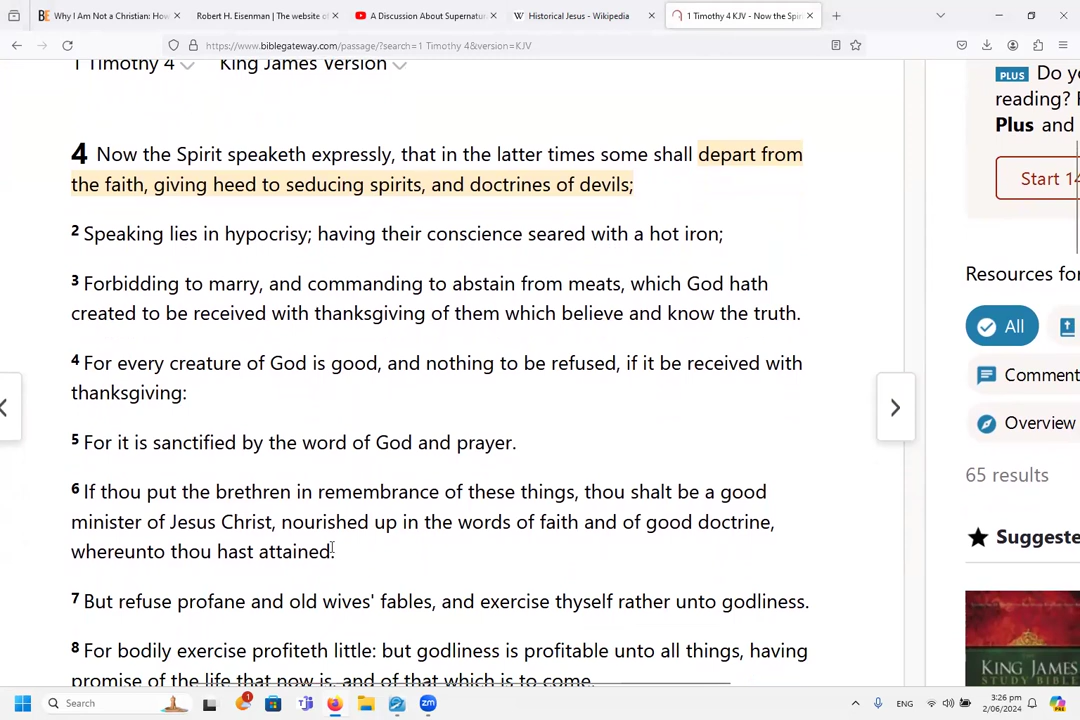 Why I Am Not a Christian: How
Robert H. Eisenman | The website o
A Discussion About Supernatur
Historical Jesus - Wikipedia
1 Timothy 4 KJV - Now the Spiri
https://www.biblegateway.com/passage/?search=1 Timothy 4&version=KJV
1 Timothy 4 King James Version
4 Now the Spirit speaketh expressly, that in the latter times some shall depart from
the faith, giving heed to seducing spirits, and doctrines of devils;
2 Speaking lies in hypocrisy; having their conscience seared with a hot iron;
3 Forbidding to marry, and commanding to abstain from meats, which God hath
created to be received with thanksgiving of them which believe and know the truth.
4 For every creature of God is good, and nothing to be refused, if it be received with
thanksgiving:
5 For it is sanctified by the word of God and prayer.
6 If thou put the brethren in remembrance of these things, thou shalt be a good
minister of Jesus Christ, nourished up in the words of faith and of good doctrine,
whereunto thou hast attained.
7 But refuse profane and old wives' fables, and exercise thyself rather unto godliness.
8 For bodily exercise profiteth little: but godliness is profitable unto all things, having
promise of the life that now is, and of that which is to come.
PLUS Do yo
reading? F
Plus and
Start 14
Resources for
All
Comment
Overview
65 results
Suggeste
KING JAMES
STUDY BIBLE
Search
ENG
3:26 pm
2/06/2024